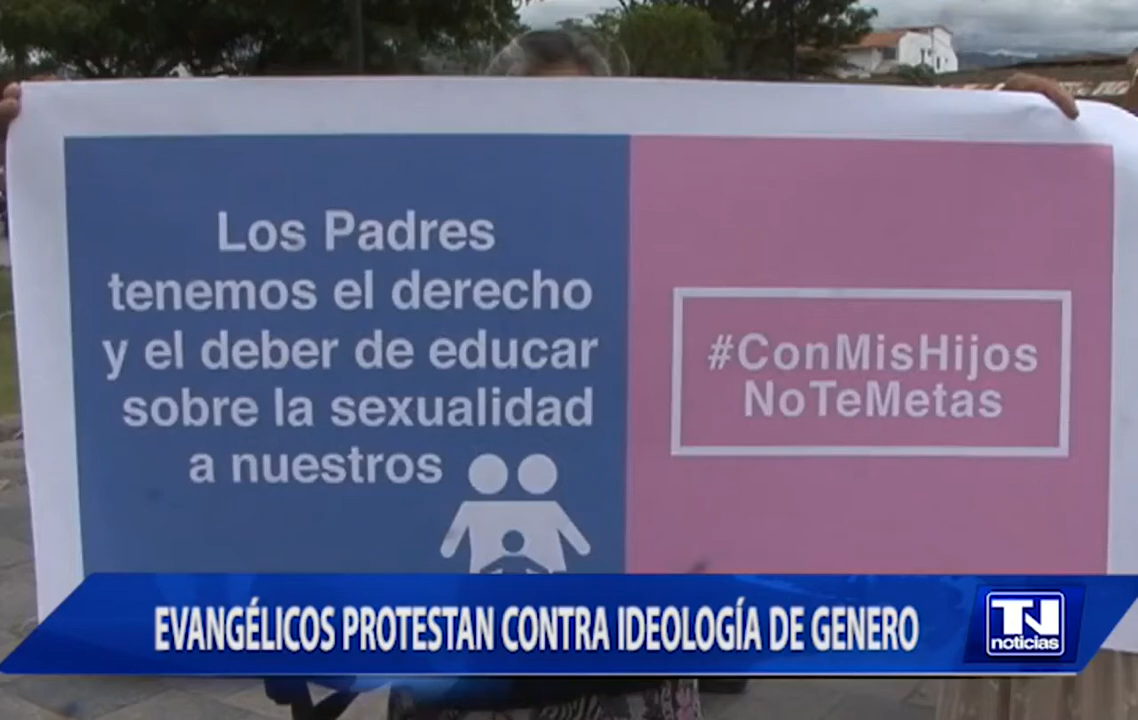 Los Padres
tenemos el derecho
y el deber de educar
sobre la sexualidad
a nuestros
#ConMisHijos
NoTeMetas
EVANGÉLICOS PROTESTAN CONTRA IDEOLOGÍA DE GENERO
TN
noticias